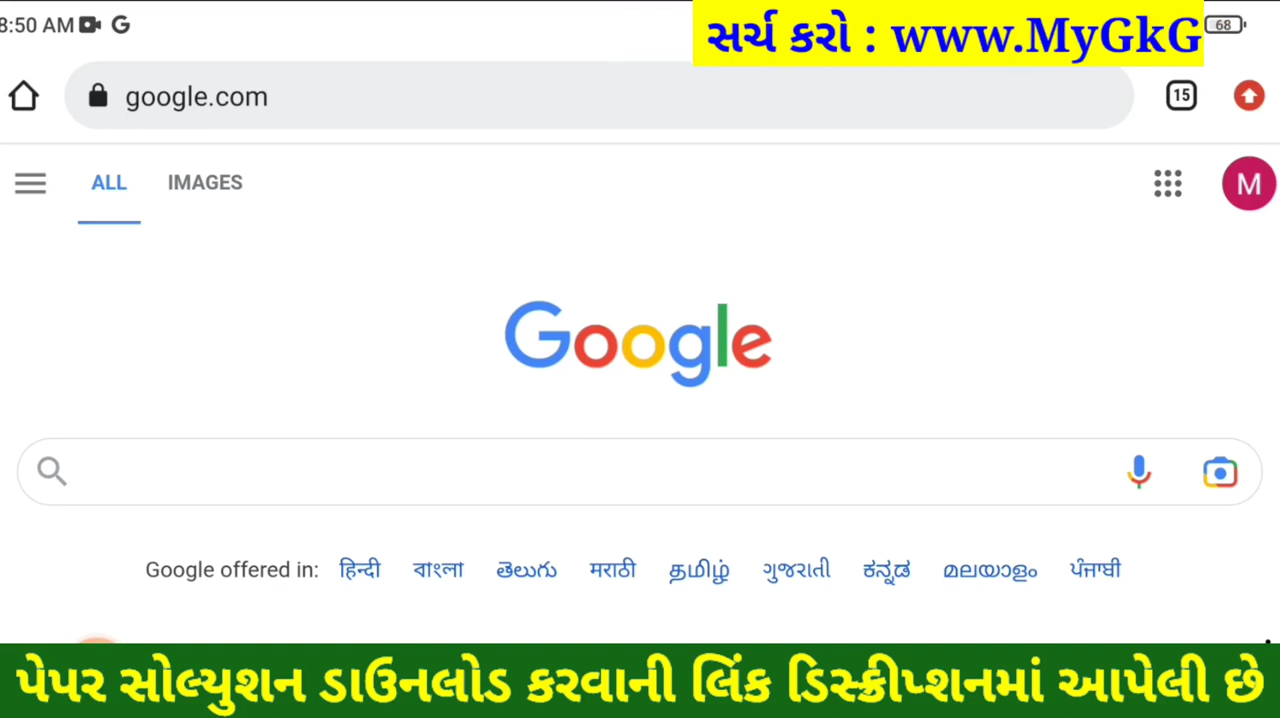 8:50 AM G
સર્ચ કરો : www.MyGkG
68
google.com
15
ALL IMAGES
M
Google
Google offered in: हिन्दी বাংলা తెలుగు मराठी தமிழ் ગુજરાતી ಕನ್ನಡ മലയാളം ਪੰਜਾਬੀ
પેપર સોલ્યુશન ડાઉનલોડ કરવાની લિંક ડિસ્ક્રીપ્શનમાં આપેલી છે